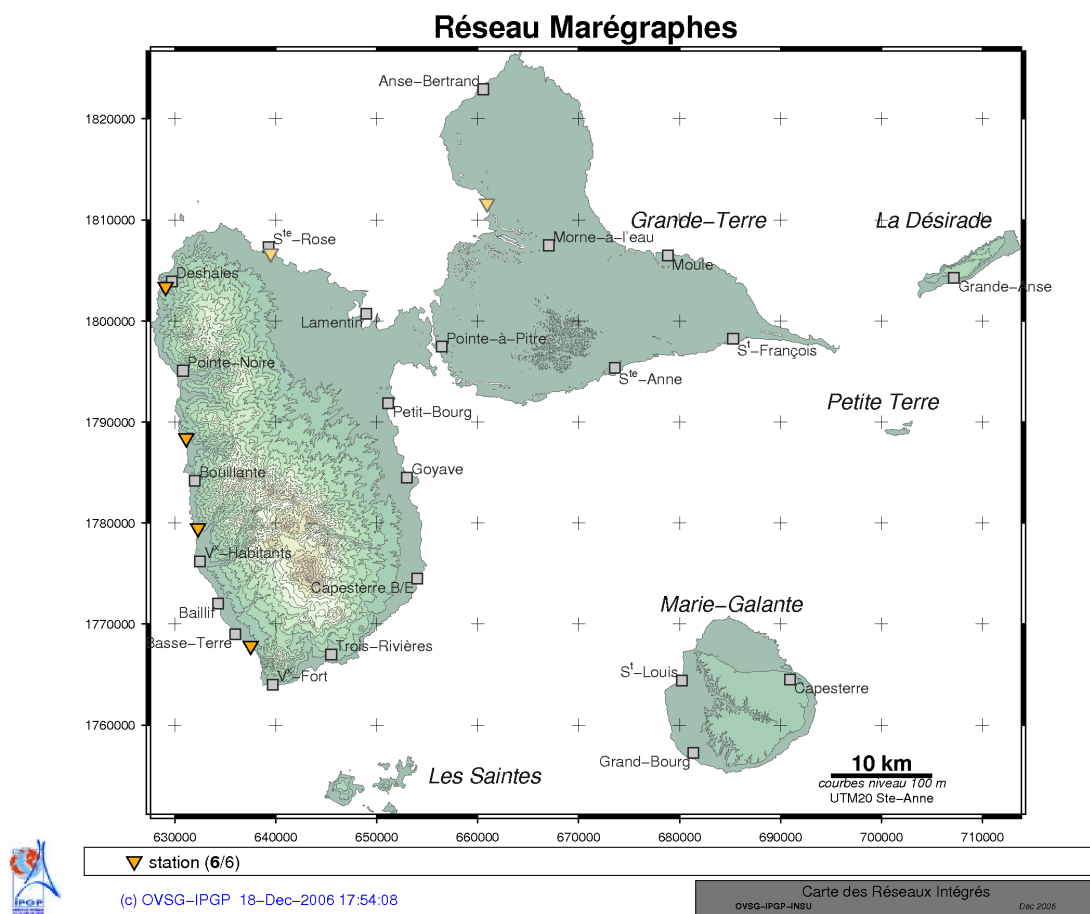 Réseau Marégraphes
Anse−Bertrand
1820000
1810000
Grande−Terre
La Désirade
Ste−Rose
Morne−à−l'eau
Moule
Deshaies
Grande−Anse
1800000
Lamentin
Pointe−à−Pitre
St−François
Pointe−Noire
Ste−Anne
Petit−Bourg
Petite Terre
1790000
Bouillante
Goyave
1780000
Vx−Habitants
Capesterre B/E
Marie−Galante
Baillif
1770000
Basse−Terre
Trois−Rivières
St−Louis
Vx−Fort
Capesterre
1760000
Grand−Bourg
10 km
Les Saintes
courbes niveau 100 m
UTM20 Ste−Anne
630000 640000 650000 660000 670000 680000 690000 700000 710000
station (6/6)
IPGP
(c) OVSG−IPGP 18−Dec−2006 17:54:08
Carte des Réseaux Intégrés
OVSG−IPGP−INSU
Dec 2006